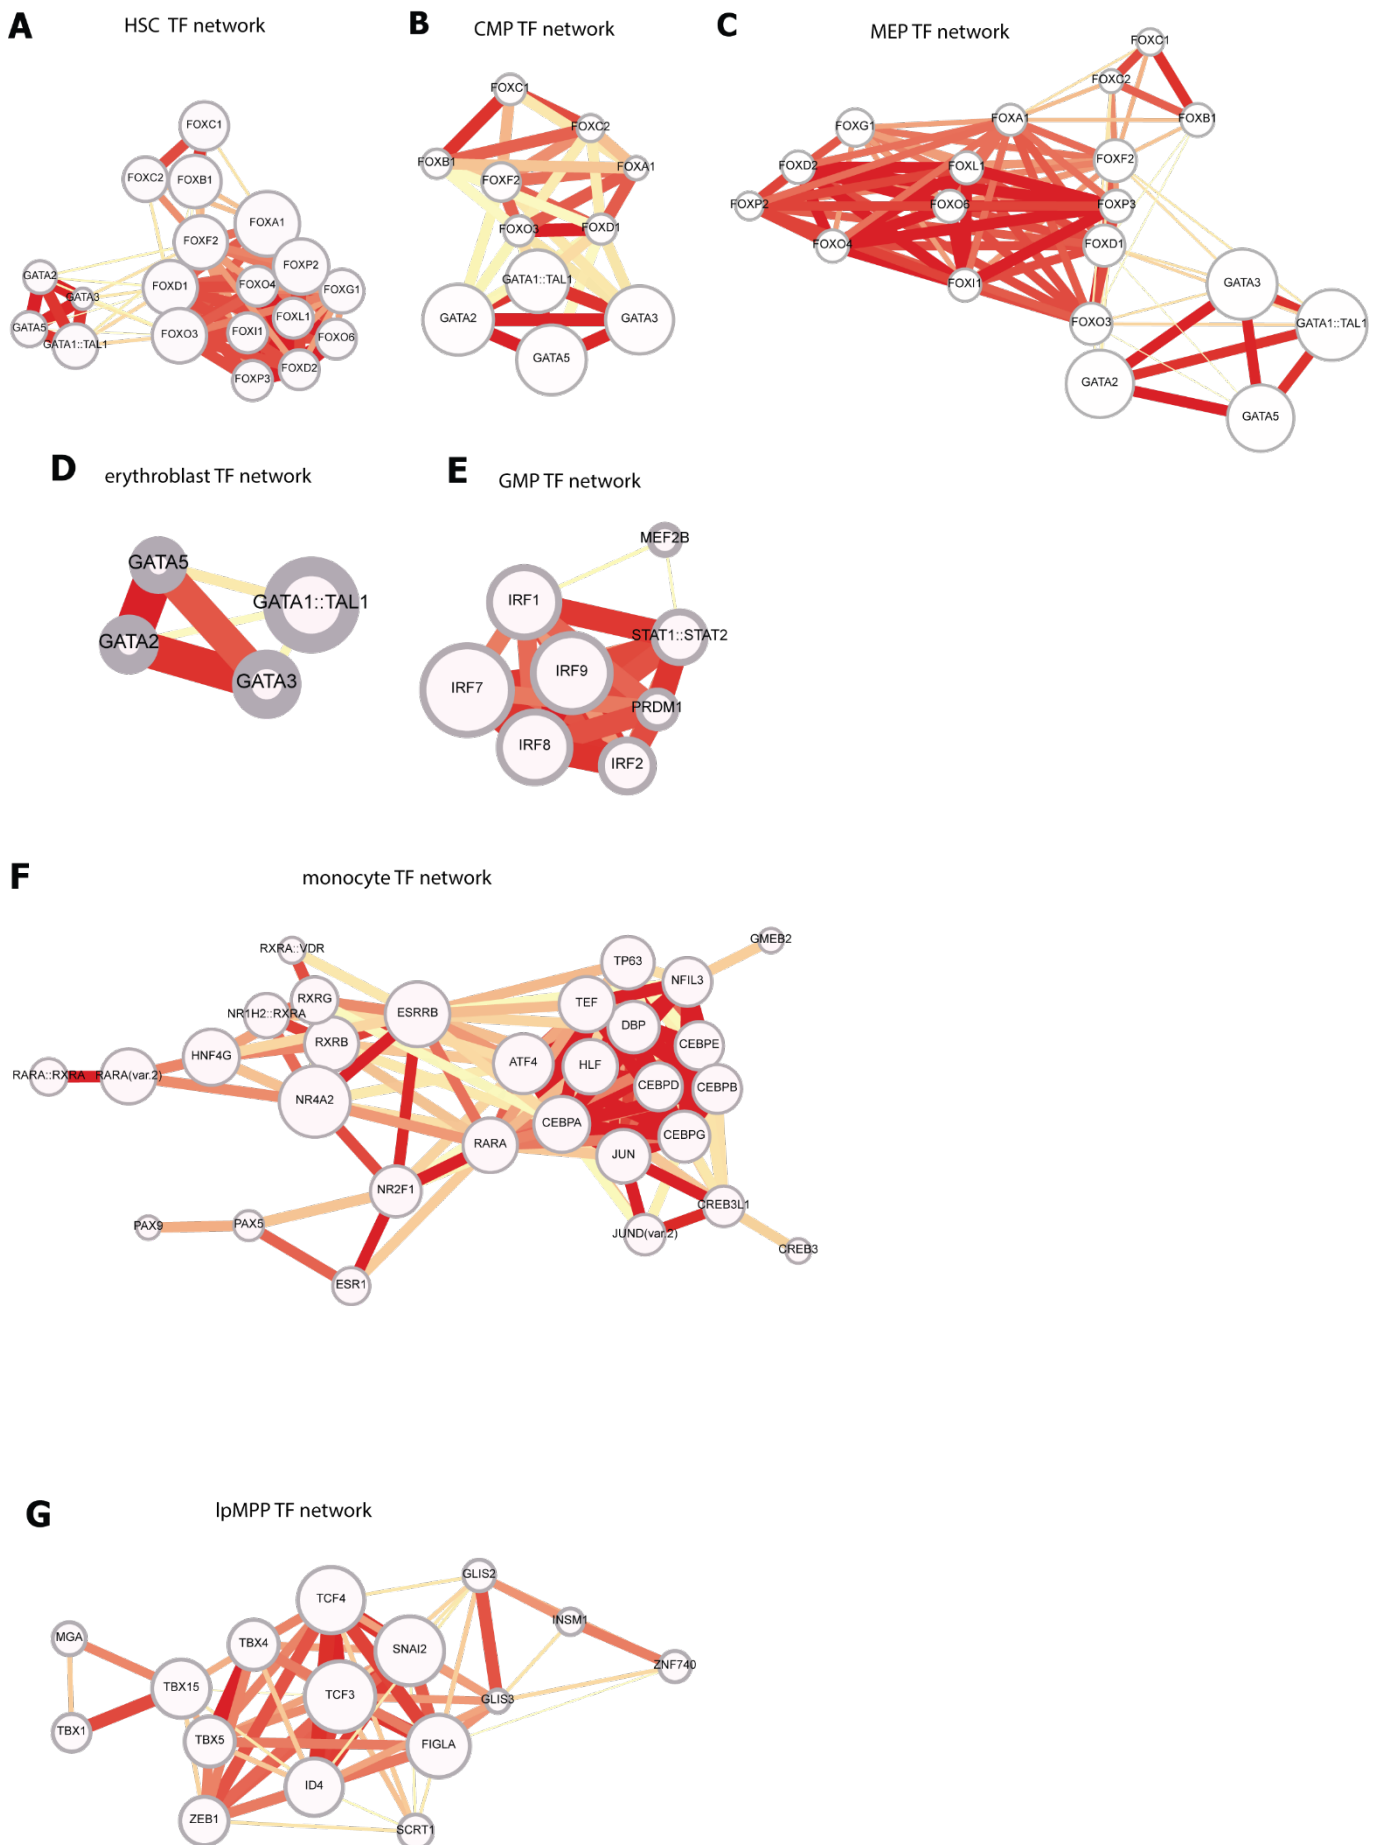 A
HSC TF network
FOXC1
FOXC2
FOXB1
FOXA1
FOXF2
FOXP2
GATA2
FOXD1
FOXO4
FOXG1
GATA3
FOXL1
GATA5
FOXO3
FOXI1
FOXO6
GATA1::TAL1
FOXD2
FOXP3
B
CMP TF network
FOXC1
FOXC2
FOXB1
FOXA1
FOXF2
FOXO3
FOXD1
GATA1::TAL1
GATA2
GATA3
GATA5
C
MEP TF network
FOXC1
FOXC2
FOXA1
FOXB1
FOXG1
FOXF2
FOXD2
FOXL1
FOXP2
FOXO6
FOXP3
FOXO4
FOXD1
FOXI1
GATA3
FOXO3
GATA1::TAL1
GATA2
GATA5
D
erythroblast TF network
GATA5
GATA1::TAL1
GATA2
GATA3
E
GMP TF network
MEF2B
IRF1
STAT1::STAT2
IRF9
IRF7
PRDM1
IRF8
IRF2
F
monocyte TF network
RXRA::VDR
GMEB2
TP63
NFIL3
RXRG
TEF
NR1H2::RXRA
ESRRB
DBP
RXRB
CEBPE
HNF4G
ATF4
HLF
RARA::RXRA
RARA(var.2)
CEBPD
CEBPB
NR4A2
CEBPA
CEBPG
RARA
JUN
NR2F1
CREB3L1
PAX9
PAX5
JUND(var.2)
CREB3
ESR1
G
lpMPP TF network
GLIS2
TCF4
INSM1
MGA
TBX4
SNAI2
ZNF740
TBX15
TCF3
GLIS3
TBX1
TBX5
FIGLA
ID4
ZEB1
SCRT1